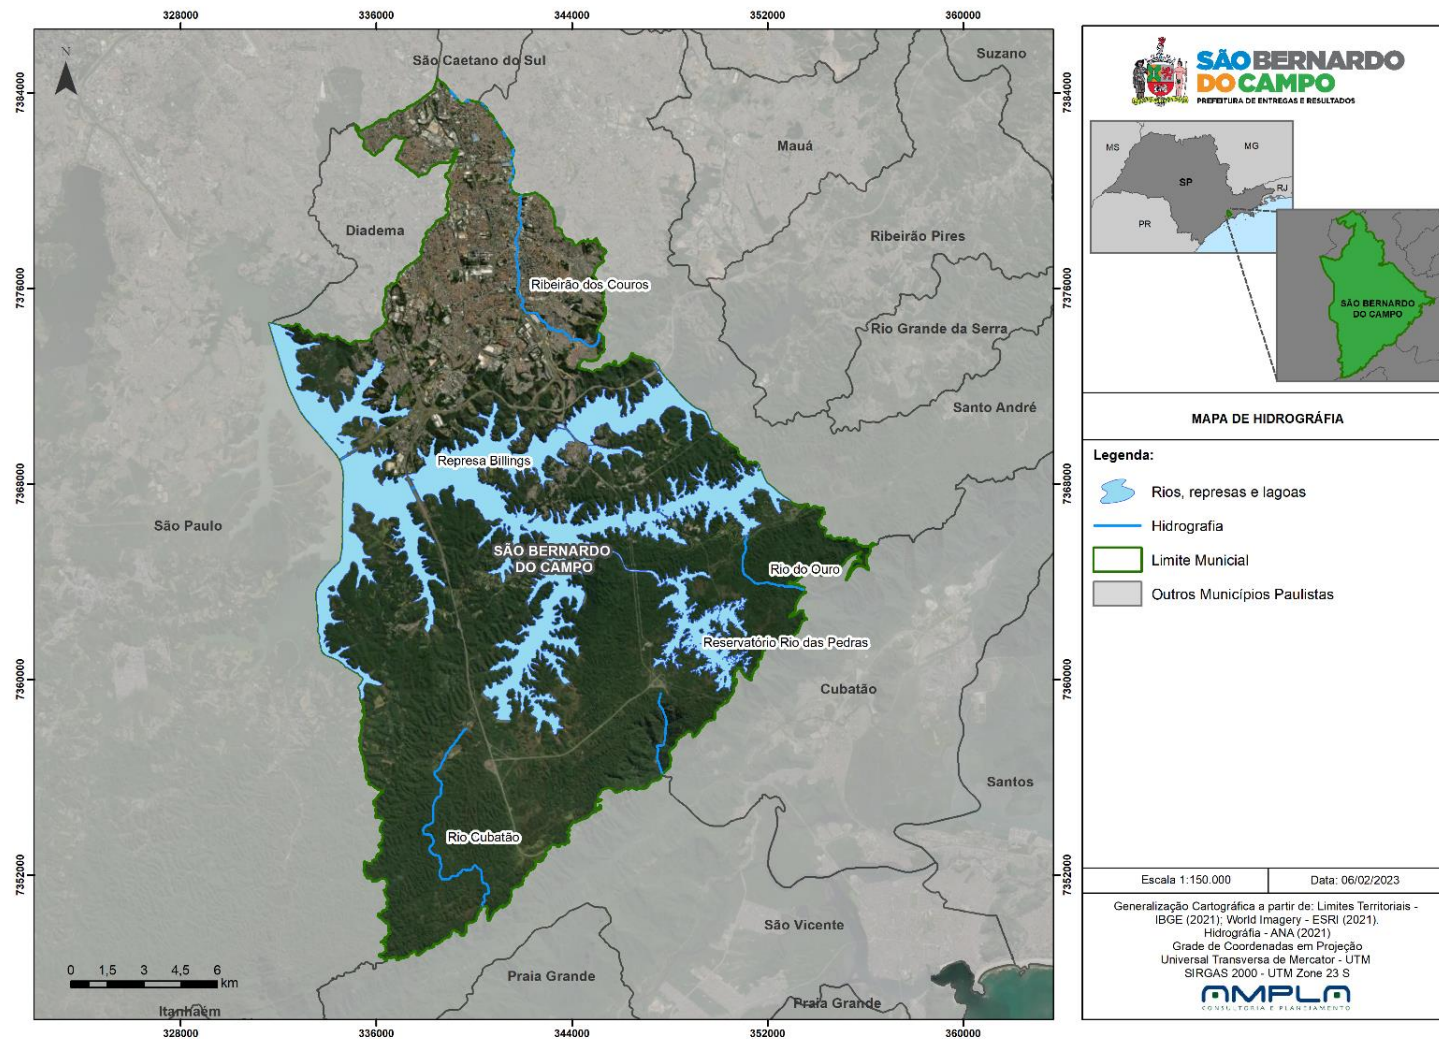 328000
336000
344000
352000
360000
N
São Caetano do Sul
Suzano
7384000
7384000
Mauá
Diadema
Ribeirão Pires
7376000
7376000
Ribeirão dos Couros
Rio Grande da Serra
Santo André
Represa Billings
7368000
7368000
São Paulo
SÃO BERNARDO
DO CAMPO
Rio do Ouro
Reservatório Rio das Pedras
7360000
7360000
Cubatão
Santos
Rio Cubatão
7352000
7352000
São Vicente
Praia Grande
Praia Grande
Itanhaém
0 1,5 3 4,5 6
km
328000
336000
344000
352000
360000
SÃO BERNARDO
DO CAMPO
PREFEITURA DE ENTREGAS E RESULTADOS
MS
MG
SP
RJ
PR
SÃO BERNARDO
DO CAMPO
MAPA DE HIDROGRÁFIA
Legenda:
Rios, represas e lagoas
Hidrografia
Limite Municial
Outros Municípios Paulistas
Escala 1:150.000
Data: 06/02/2023
Generalização Cartográfica a partir de: Limites Territoriais -
IBGE (2021); World Imagery - ESRI (2021).
Hidrográfia - ANA (2021)
Grade de Coordenadas em Projeção
Universal Transversa de Mercator - UTM
SIRGAS 2000 - UTM Zone 23 S
AMPLA
CONSULTORIA E PLANEJAMENTO